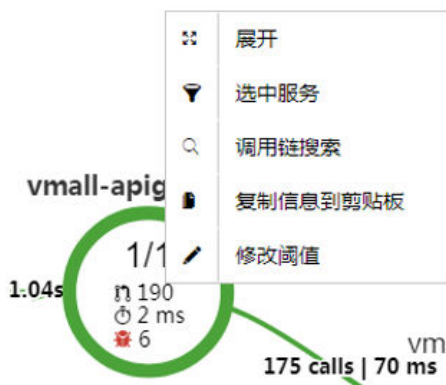 展开
选中服务
调用链搜索
复制信息到剪贴板
修改阈值
vmall-apig
1/1
1.04s
190
2 ms
6
vm
175 calls | 70 ms